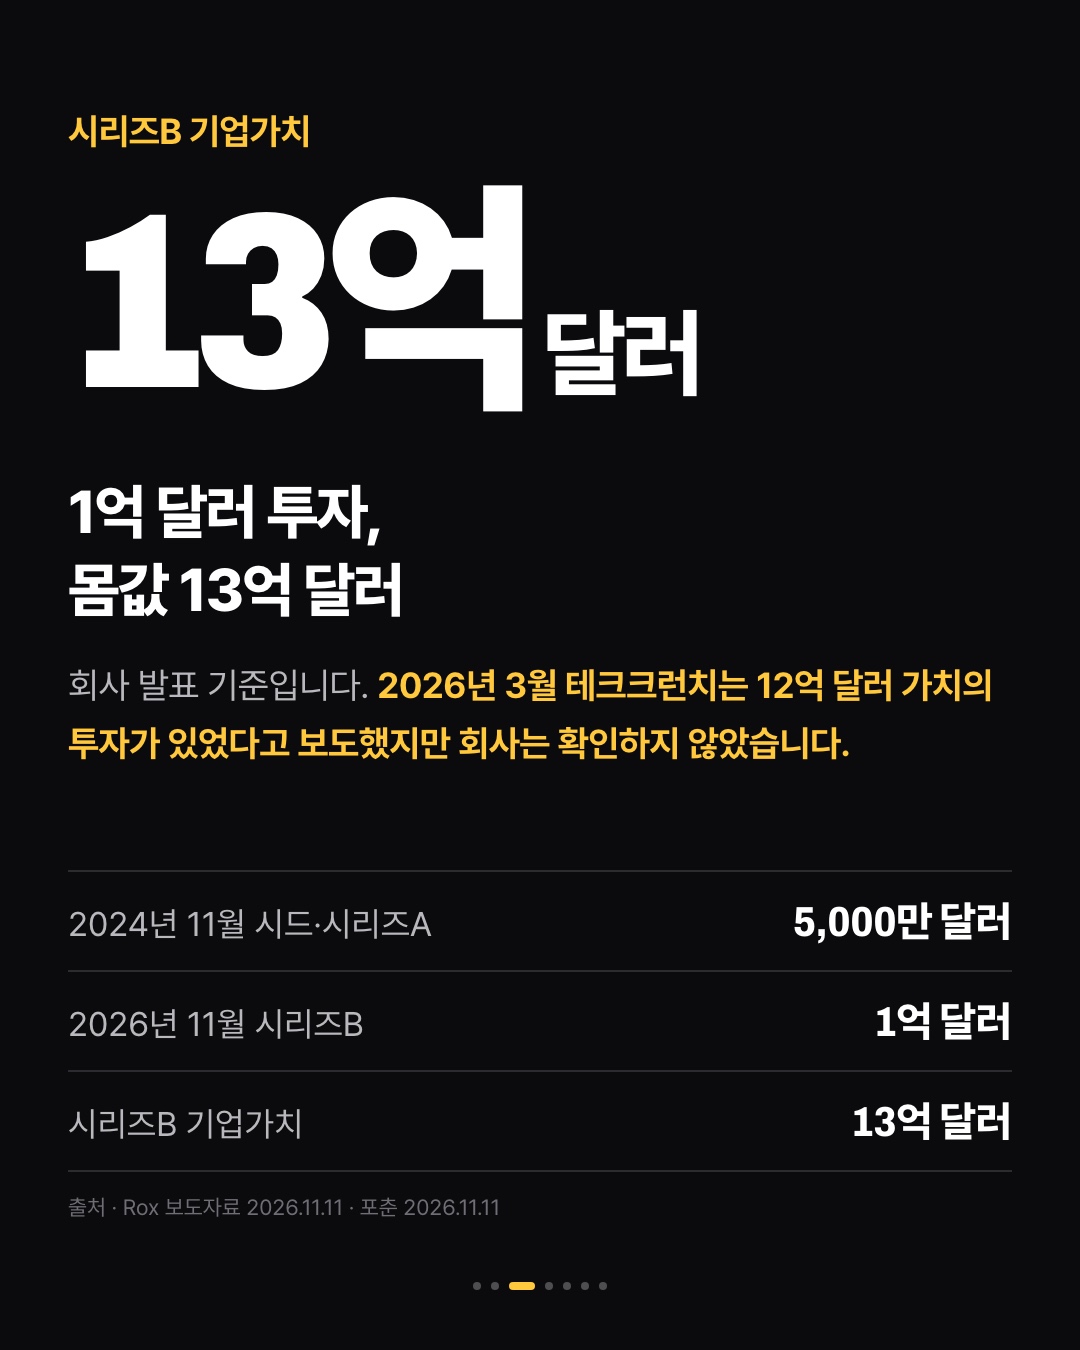 시리즈B 기업가치
13억 달러
1억 달러 투자,
몸값 13억 달러
회사 발표 기준입니다. 2026년 3월 테크크런치는 12억 달러 가치의
투자가 있었다고 보도했지만 회사는 확인하지 않았습니다.
2024년 11월 시드·시리즈A 5,000만 달러
2026년 11월 시리즈B 1억 달러
시리즈B 기업가치 13억 달러
출처 · Rox 보도자료 2026.11.11 · 포춘 2026.11.11